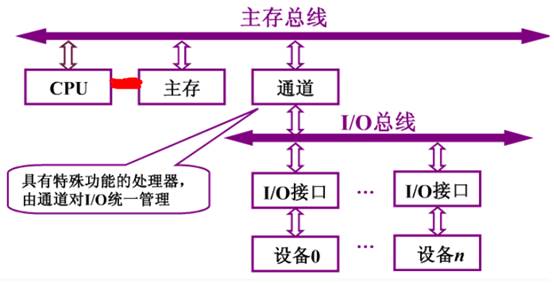 主存总线
CPU
主存
通道
I/O总线
具有特殊功能的处理器，
由通道对I/O统一管理
I/O接口
…
I/O接口
设备0
…
设备n